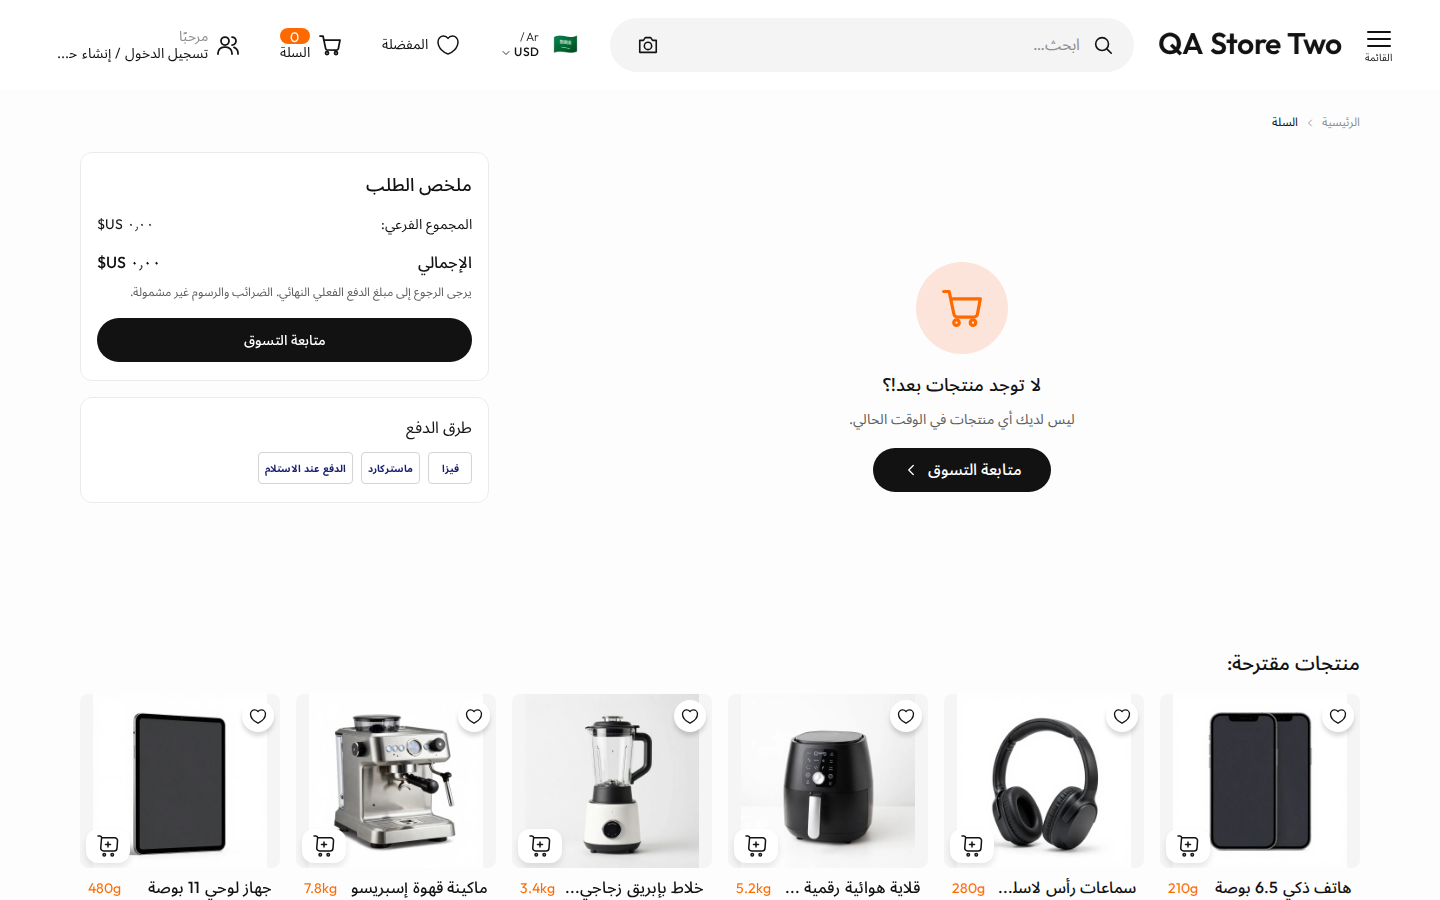 القائمة
QA Store Two
ابحث...
Ar /
USD
المفضلة
0
السلة
مرحبًا
تسجيل الدخول / إنشاء حـ...
الرئيسية
السلة
لا توجد منتجات بعد!؟
ليس لديك أي منتجات في الوقت الحالي.
متابعة التسوق
ملخص الطلب
المجموع الفرعي: ٠٫٠٠ US$
الإجمالي ٠٫٠٠ US$
يرجى الرجوع إلى مبلغ الدفع الفعلي النهائي. الضرائب والرسوم غير مشمولة.
متابعة التسوق
طرق الدفع
فيزا ماستركارد الدفع عند الاستلام
منتجات مقترحة:
هاتف ذكي 6.5 بوصة 210g
سماعات رأس لاسلـ... 280g
قلاية هوائية رقمية ... 5.2kg
خلاط بإبريق زجاجي... 3.4kg
ماكينة قهوة إسبريسو 7.8kg
جهاز لوحي 11 بوصة 480g